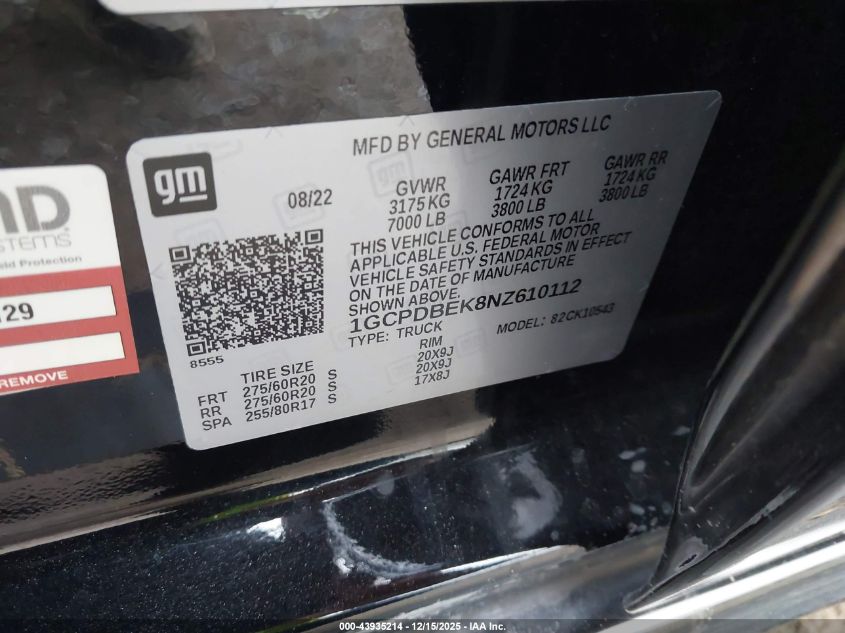 MFD BY GENERAL MOTORS LLC
gm
08/22
GVWR GAWR FRT GAWR RR
3175 KG 1724 KG 1724 KG
7000 LB 3800 LB 3800 LB
THIS VEHICLE CONFORMS TO ALL
APPLICABLE U.S. FEDERAL MOTOR
VEHICLE SAFETY STANDARDS IN EFFECT
ON THE DATE OF MANUFACTURE
SHOWN ABOVE.
1GCPDBEK8NZ610112
TYPE: TRUCK MODEL: 82CK10543
8555
TIRE SIZE RIM
FRT 275/60R20 S 20X9J
RR 275/60R20 S 20X9J
SPA 255/80R17 S 17X8J
Protection
29
REMOVE
000-43935214 - 12/15/2025 - IAA Inc.